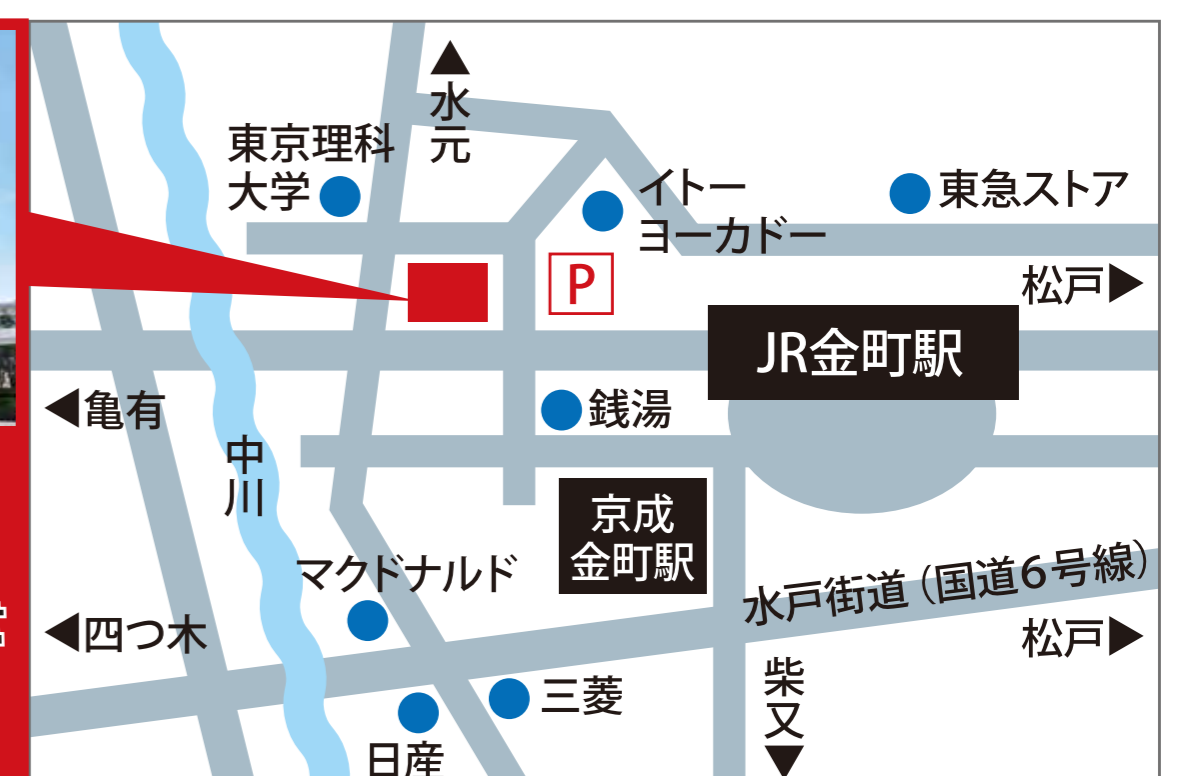 ▲
水
元
東京理科
大学
イトー
ヨーカドー
東急ストア
P
松戸▶
JR金町駅
◀亀有
銭湯
中
川
京成
金町駅
マクドナルド
水戸街道（国道6号線）
◀四つ木
松戸▶
三菱
柴
又
▼
日産